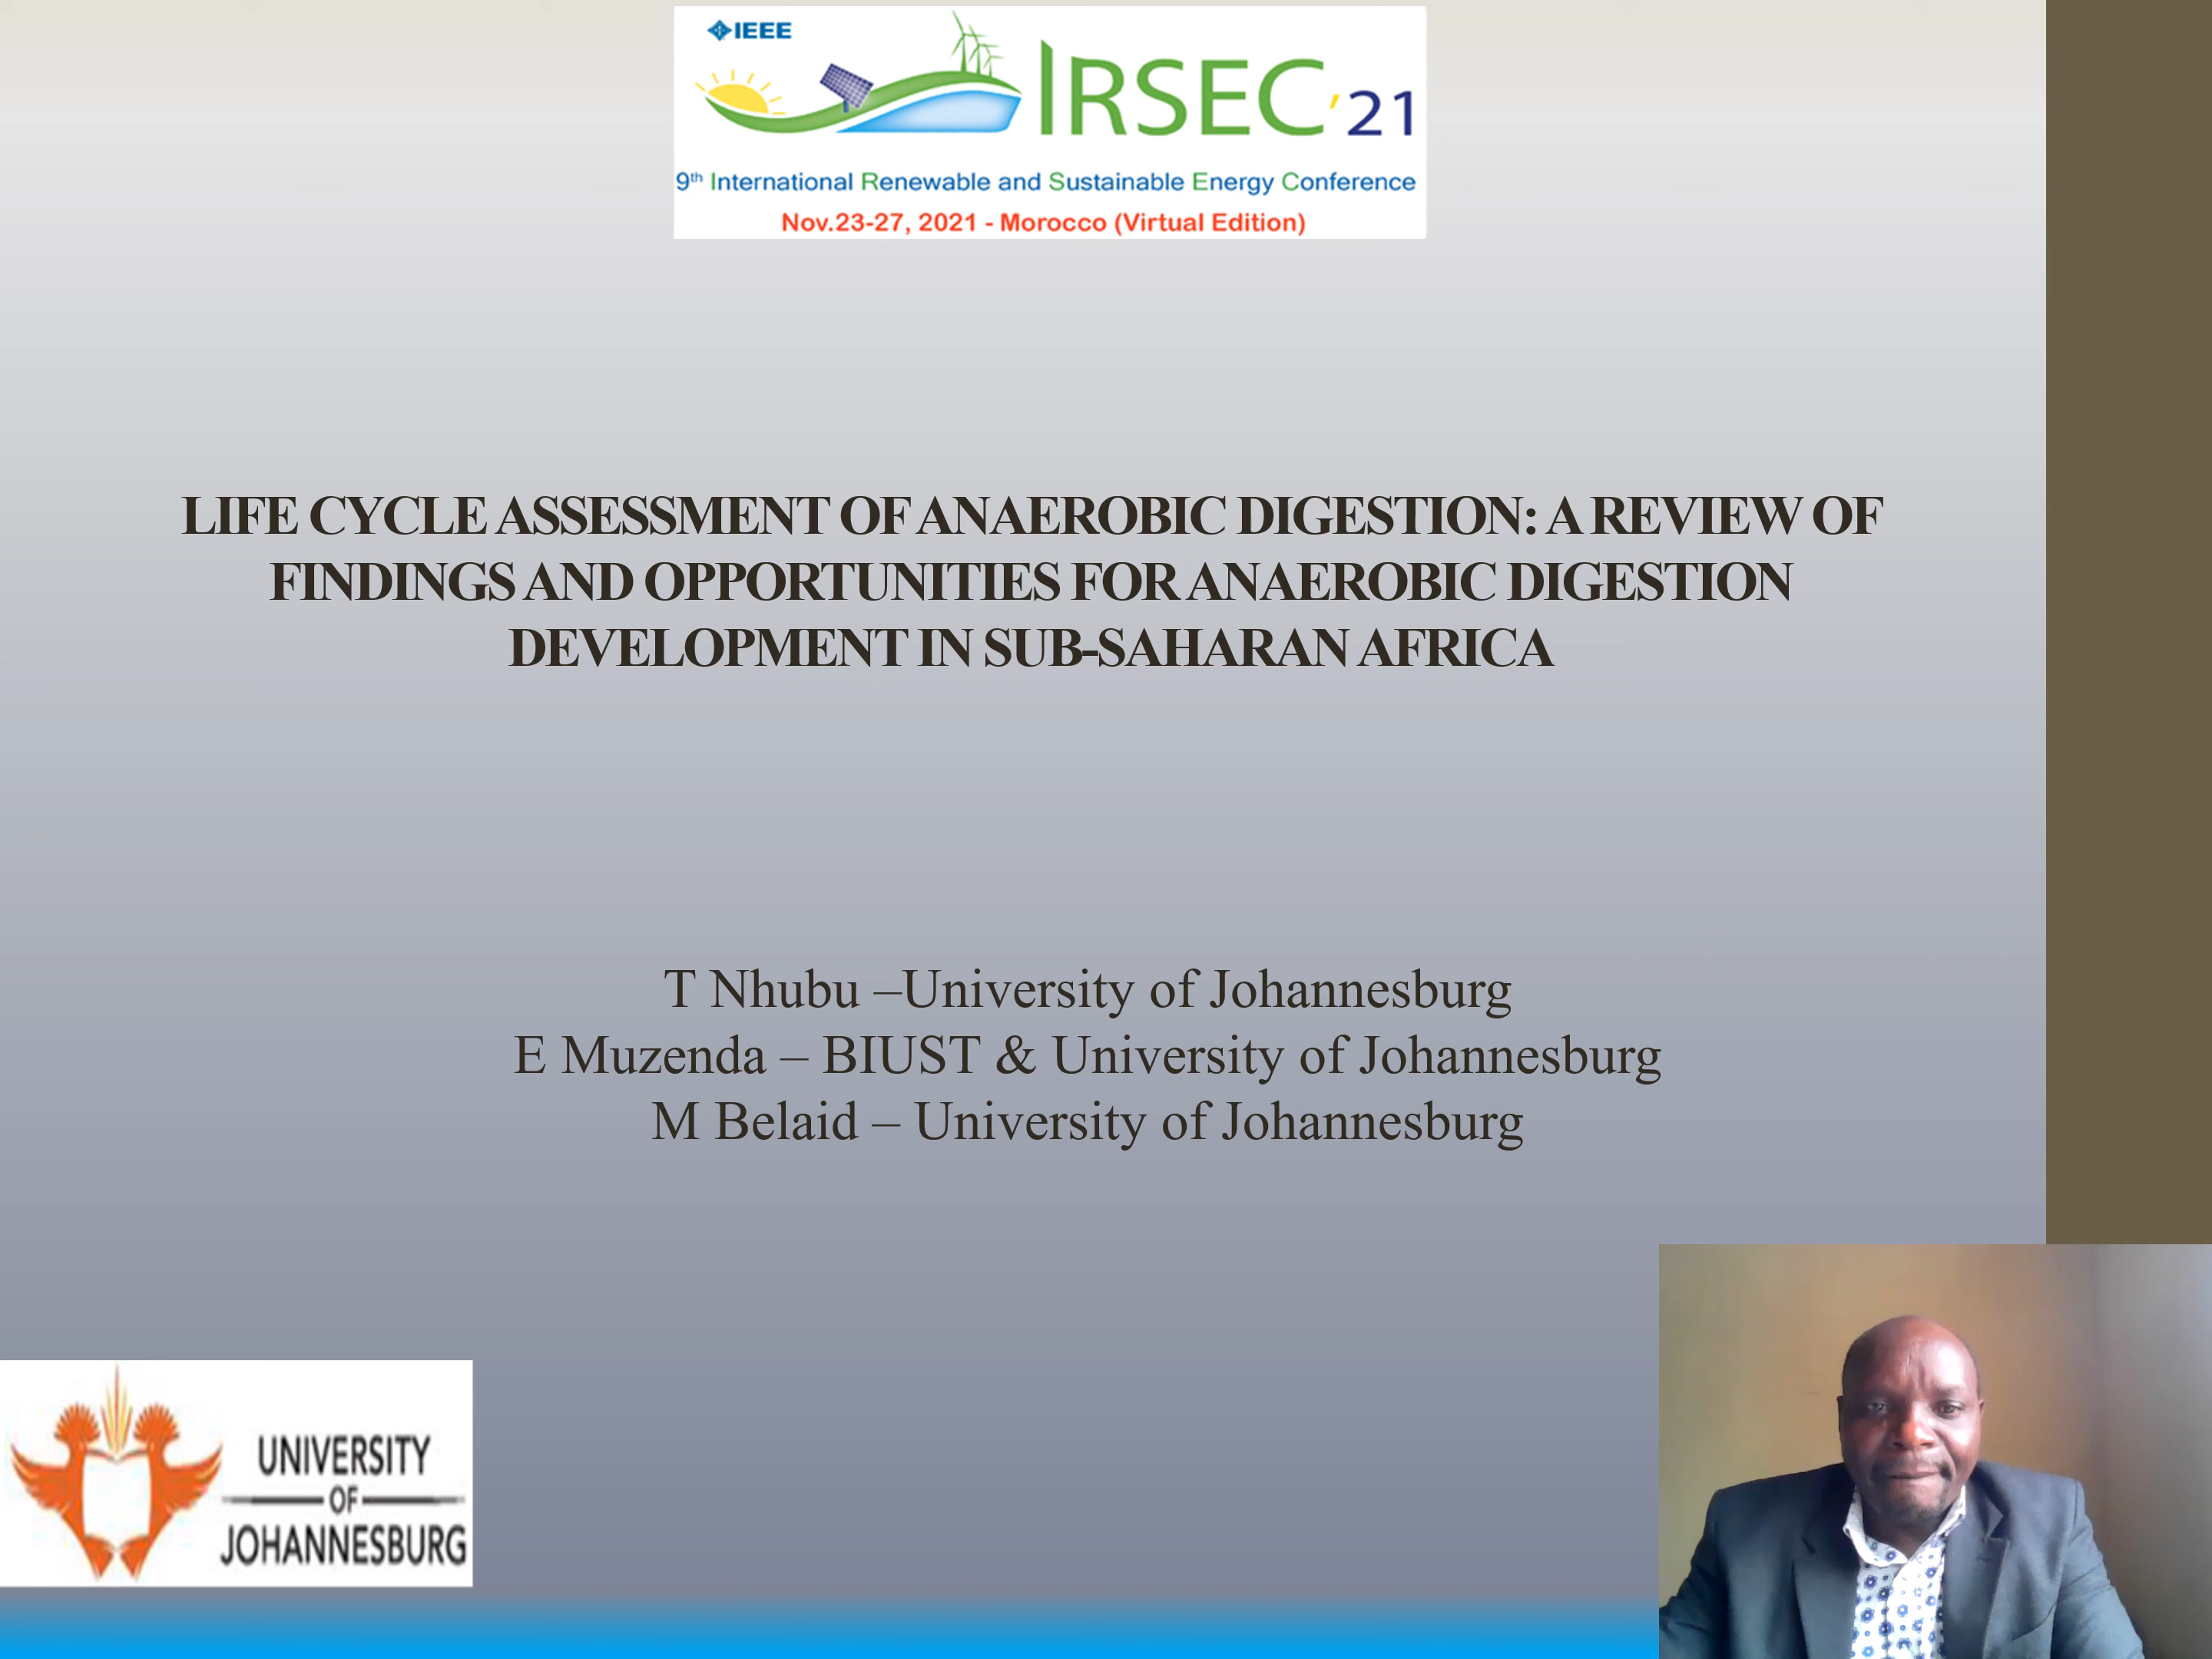 IEEE
IRSEC '21
9th International Renewable and Sustainable Energy Conference
Nov.23-27, 2021 - Morocco (Virtual Edition)
LIFE CYCLE ASSESSMENT OF ANAEROBIC DIGESTION: A REVIEW OF
FINDINGS AND OPPORTUNITIES FOR ANAEROBIC DIGESTION
DEVELOPMENT IN SUB-SAHARAN AFRICA
T Nhubu –University of Johannesburg
E Muzenda – BIUST & University of Johannesburg
M Belaid – University of Johannesburg
UNIVERSITY
OF
JOHANNESBURG